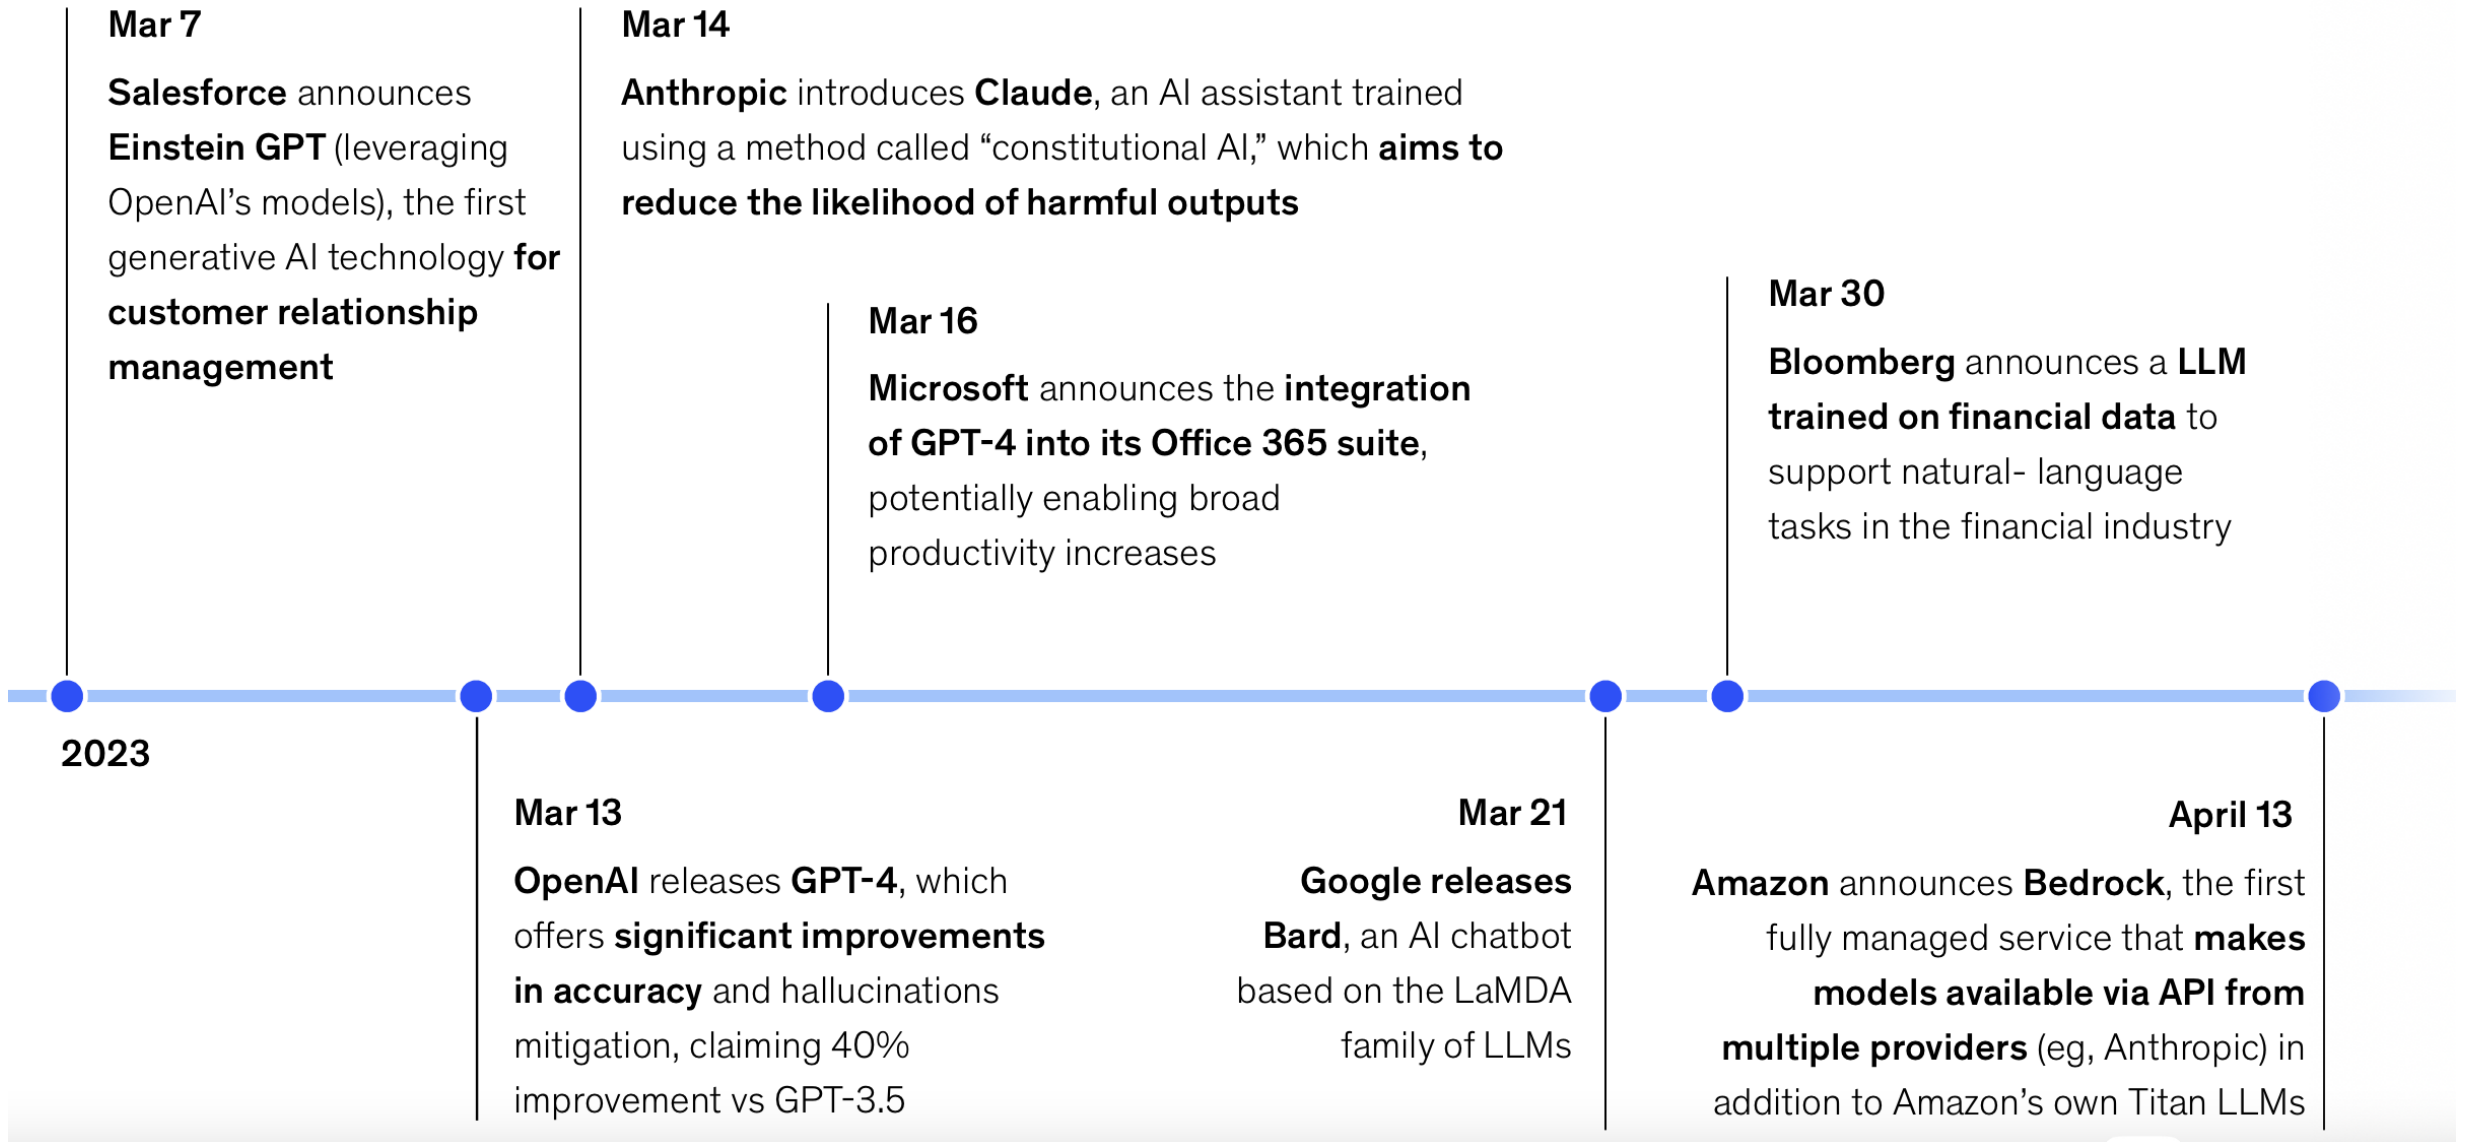 Mar 7
Salesforce announces
Einstein GPT (leveraging
OpenAI’s models), the first
generative AI technology for
customer relationship
management
Mar 14
Anthropic introduces Claude, an AI assistant trained
using a method called “constitutional AI,” which aims to
reduce the likelihood of harmful outputs
Mar 16
Microsoft announces the integration
of GPT-4 into its Office 365 suite,
potentially enabling broad
productivity increases
Mar 30
Bloomberg announces a LLM
trained on financial data to
support natural- language
tasks in the financial industry
2023
Mar 13
OpenAI releases GPT-4, which
offers significant improvements
in accuracy and hallucinations
mitigation, claiming 40%
improvement vs GPT-3.5
Mar 21
Google releases
Bard, an AI chatbot
based on the LaMDA
family of LLMs
April 13
Amazon announces Bedrock, the first
fully managed service that makes
models available via API from
multiple providers (eg, Anthropic) in
addition to Amazon’s own Titan LLMs